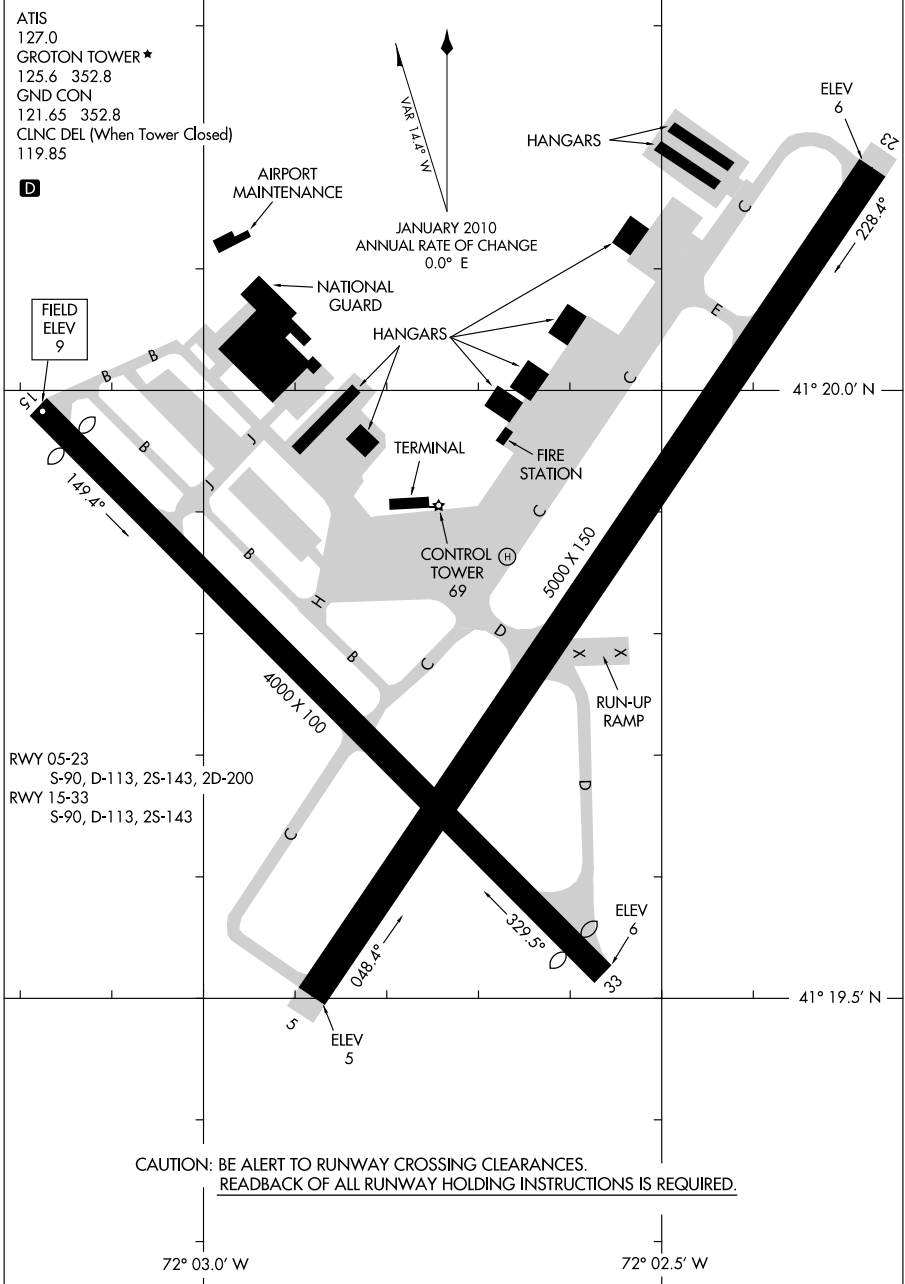 ATIS
127.0
GROTON TOWER★
125.6 352.8
GND CON
121.65 352.8
CLNC DEL (When Tower Closed)
119.85
D
VAR 14.4° W
JANUARY 2010
ANNUAL RATE OF CHANGE
0.0° E
ELEV
6
23
HANGARS
C
228.4°
AIRPORT
MAINTENANCE
NATIONAL
GUARD
HANGARS
E
C
FIELD
ELEV
9
B
B
B
15
J
J
149.4°
41° 20.0' N
TERMINAL
FIRE
STATION
C
CONTROL
TOWER
69
H
5000 X 150
B
H
B
C
D
X
X
RUN-UP
RAMP
4000 X 100
D
RWY 05-23
S-90, D-113, 2S-143, 2D-200
RWY 15-33
S-90, D-113, 2S-143
C
048.4°
329.5°
ELEV
6
33
41° 19.5' N
5
ELEV
5
CAUTION: BE ALERT TO RUNWAY CROSSING CLEARANCES.
READBACK OF ALL RUNWAY HOLDING INSTRUCTIONS IS REQUIRED.
72° 03.0' W
72° 02.5' W